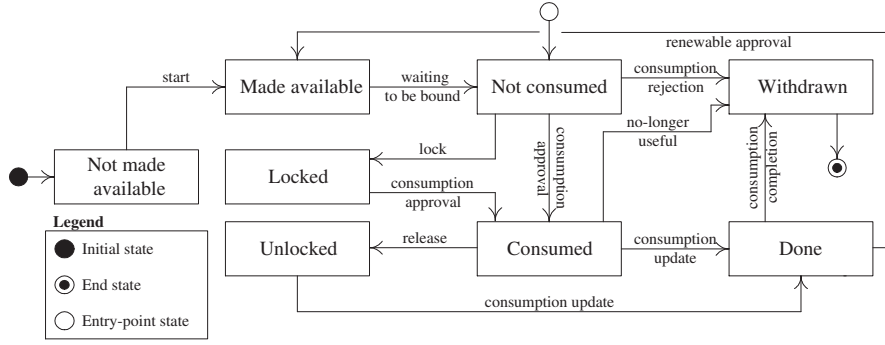 renewable approval
start
Made available
waiting
to be bound
Not consumed
consumption
rejection
Withdrawn
no-longer
useful
consumption
approval
consumption
completion
lock
Not made
available
Locked
consumption
approval
Legend
Initial state
End state
Entry-point state
Unlocked
release
Consumed
consumption
update
Done
consumption update